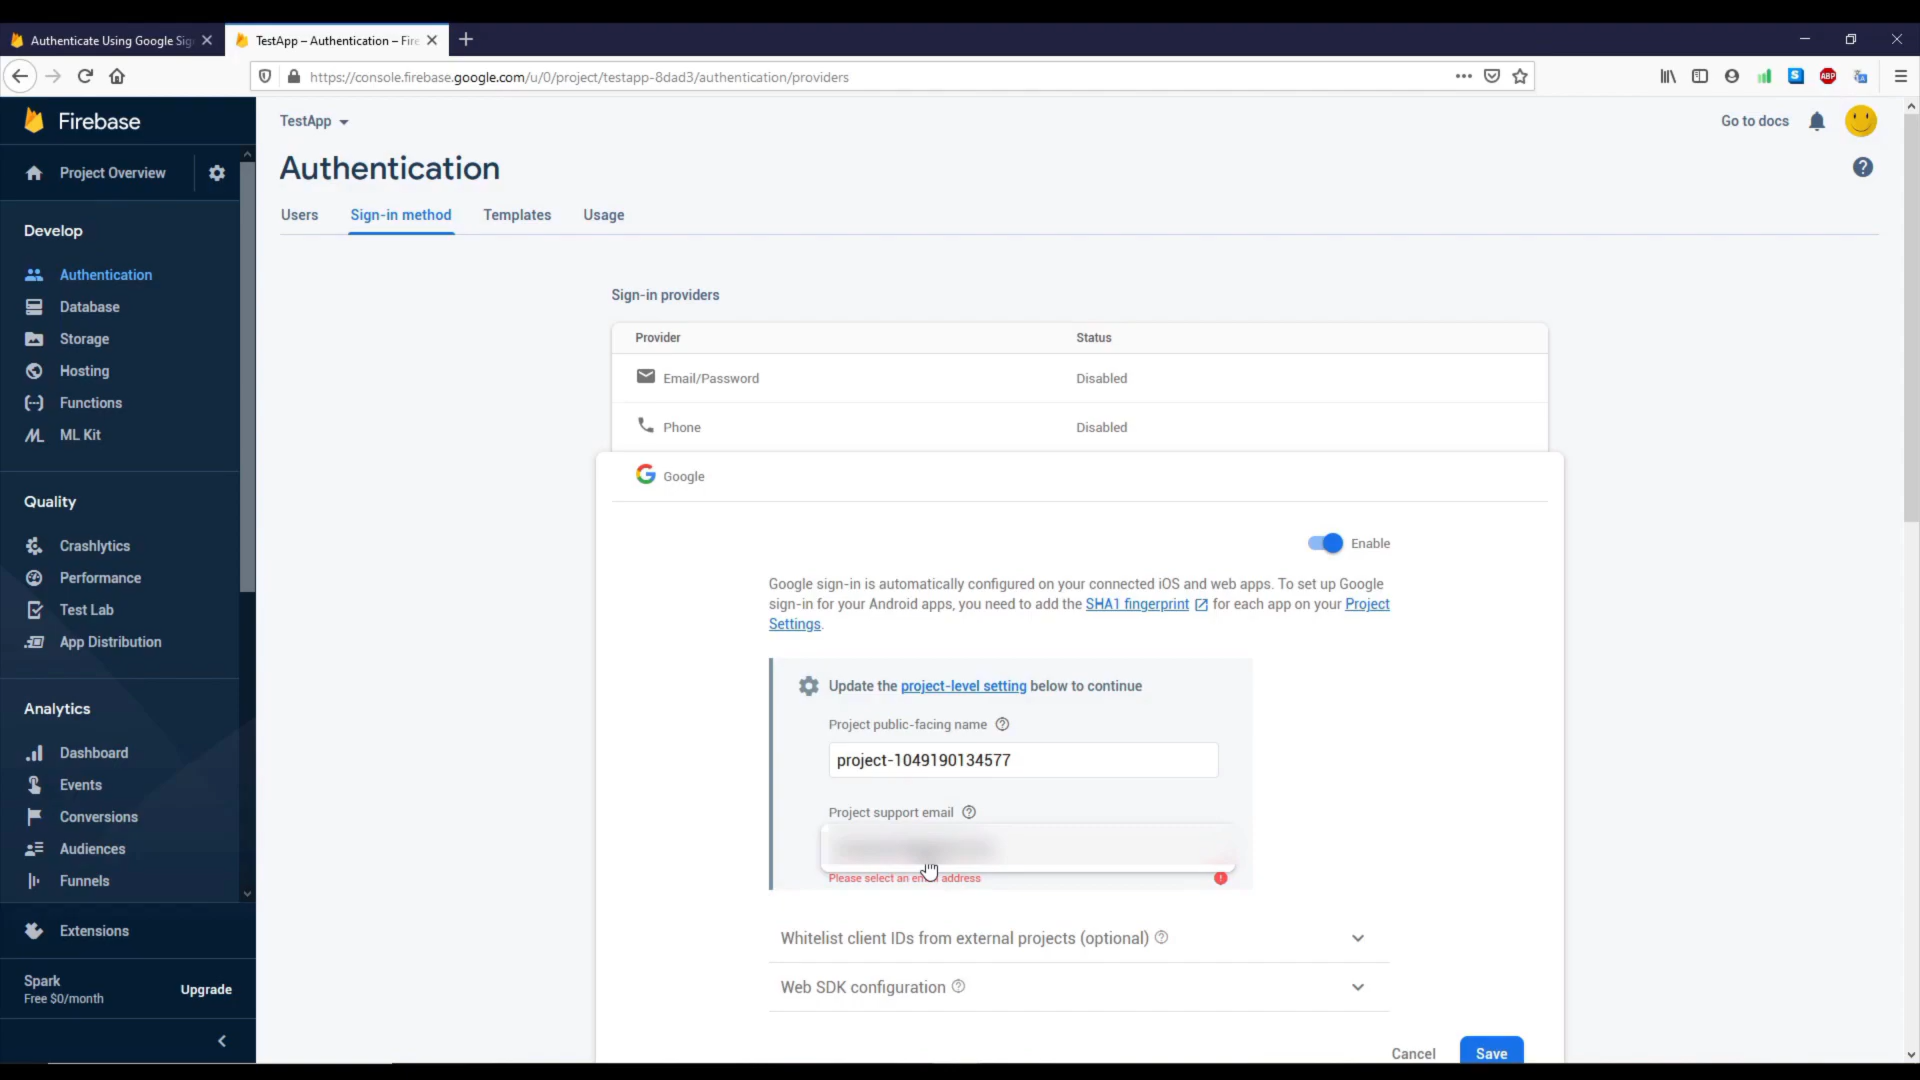 Authenticate Using Google Sig
TestApp – Authentication – Fire
https://console.firebase.google.com/u/0/project/testapp-8dad3/authentication/providers
S
ABP
Firebase
Project Overview
Develop
Authentication
Database
Storage
Hosting
Functions
ML Kit
Quality
Crashlytics
Performance
Test Lab
App Distribution
Analytics
Dashboard
Events
Conversions
Audiences
Funnels
Extensions
Spark
Free $0/month
Upgrade
TestApp
Go to docs
Authentication
Users Sign-in method Templates Usage
Sign-in providers
Provider Status
Email/Password Disabled
Phone Disabled
Google
Enable
Google sign-in is automatically configured on your connected iOS and web apps. To set up Google
sign-in for your Android apps, you need to add the SHA1 fingerprint for each app on your Project
Settings.
Update the project-level setting below to continue
Project public-facing name
project-1049190134577
Project support email
Please select an email address
Whitelist client IDs from external projects (optional)
Web SDK configuration
Cancel Save